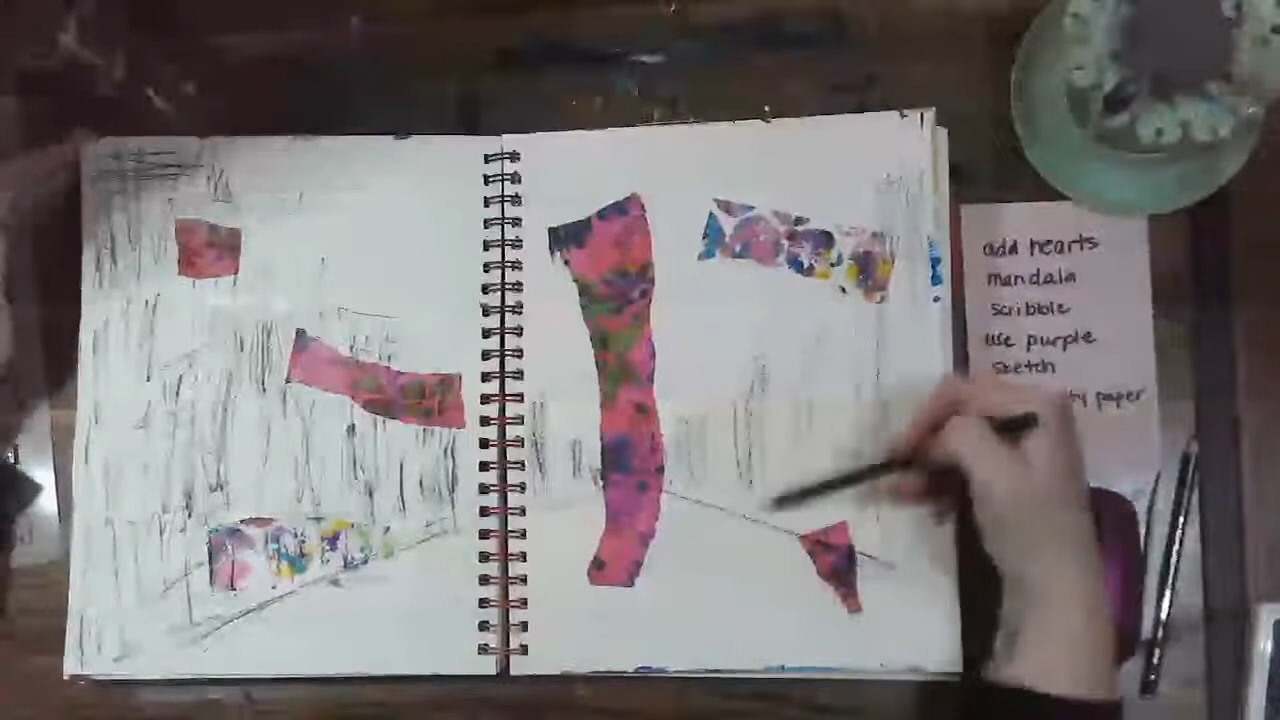 add hearts
mandala
scribble
use purple
sketch
paper